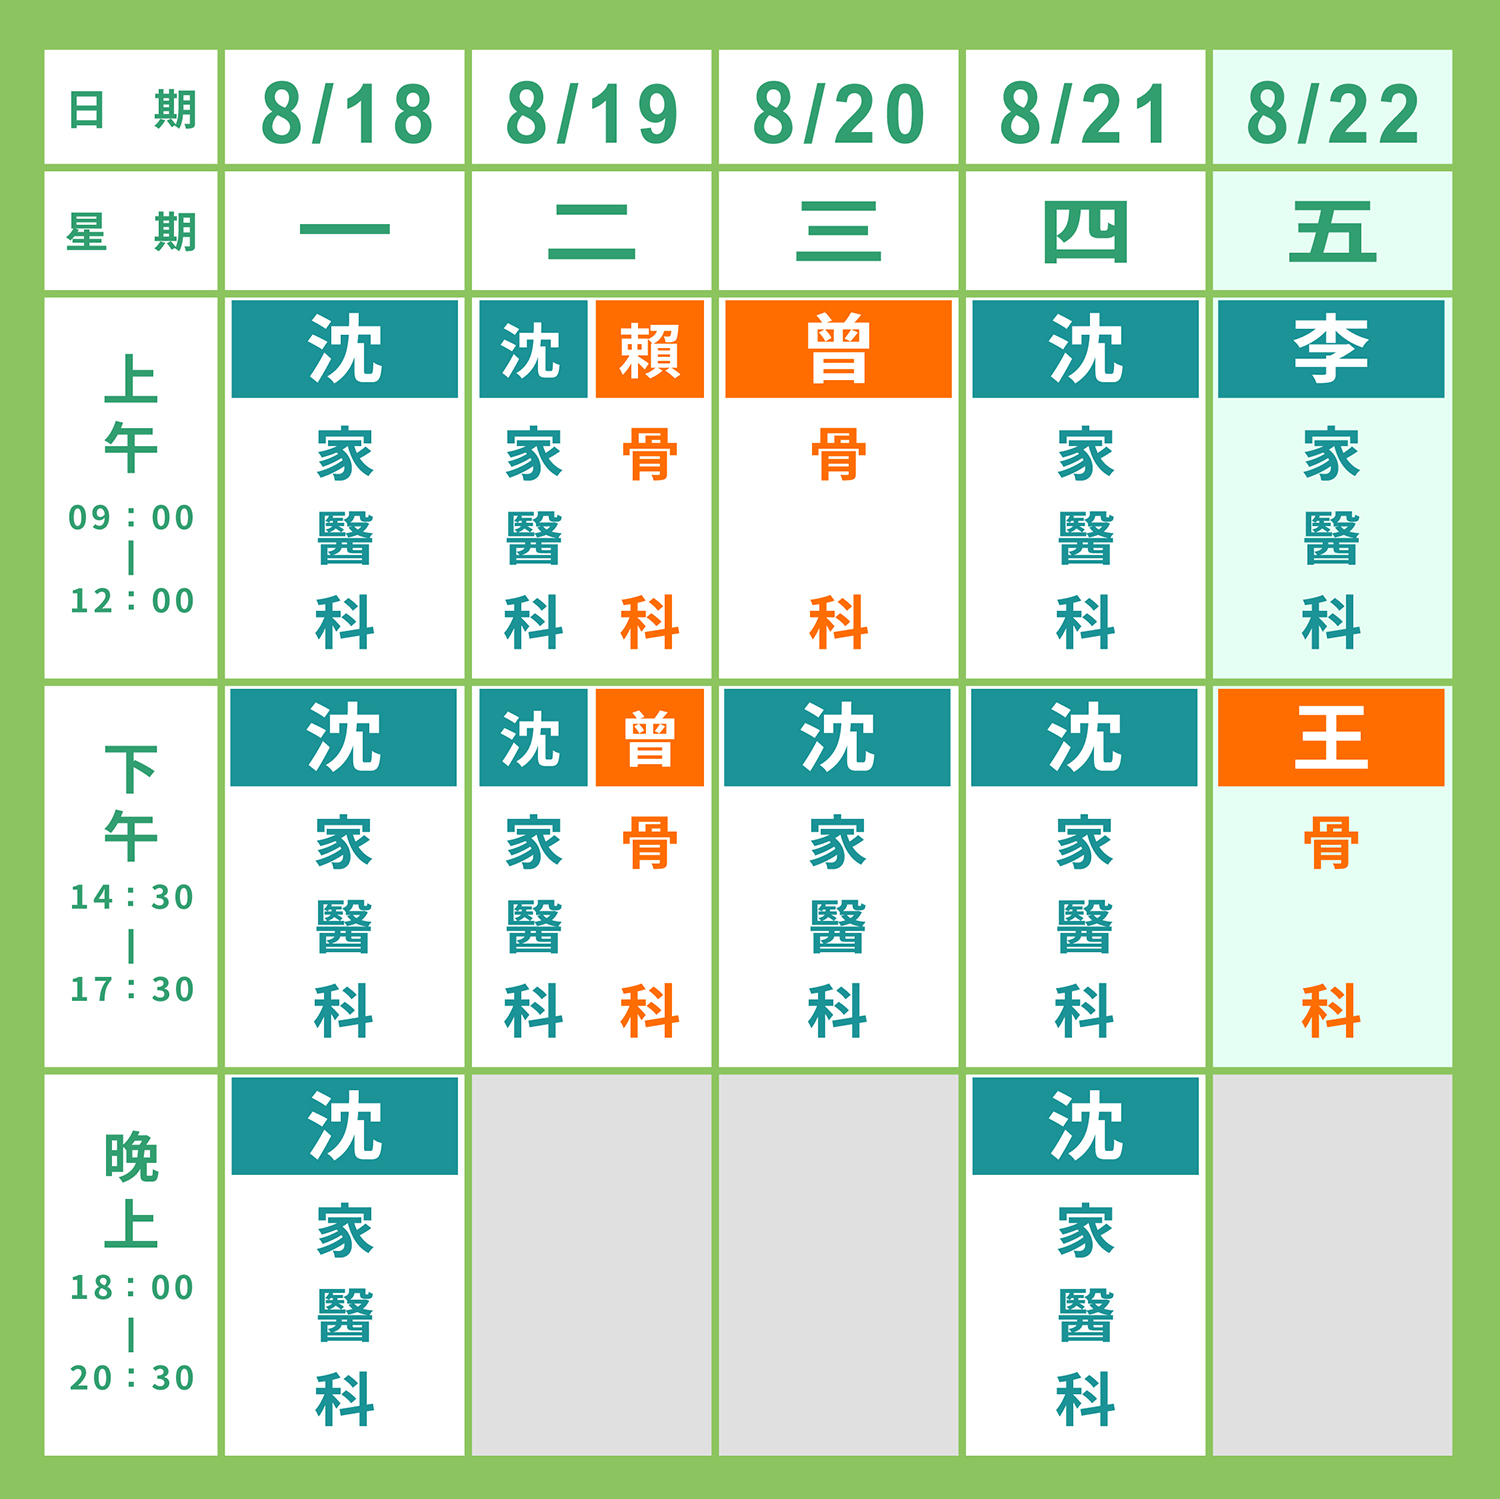 日 期 8/18 8/19 8/20 8/21 8/22
星 期 一 二 三 四 五
上午 09:00 | 12:00
沈 家醫科
沈 家醫科
賴 骨科
曾 骨科
沈 家醫科
李 家醫科
下午 14:30 | 17:30
沈 家醫科
沈 家醫科
曾 骨科
沈 家醫科
沈 家醫科
王 骨科
晚上 18:00 | 20:30
沈 家醫科
沈 家醫科